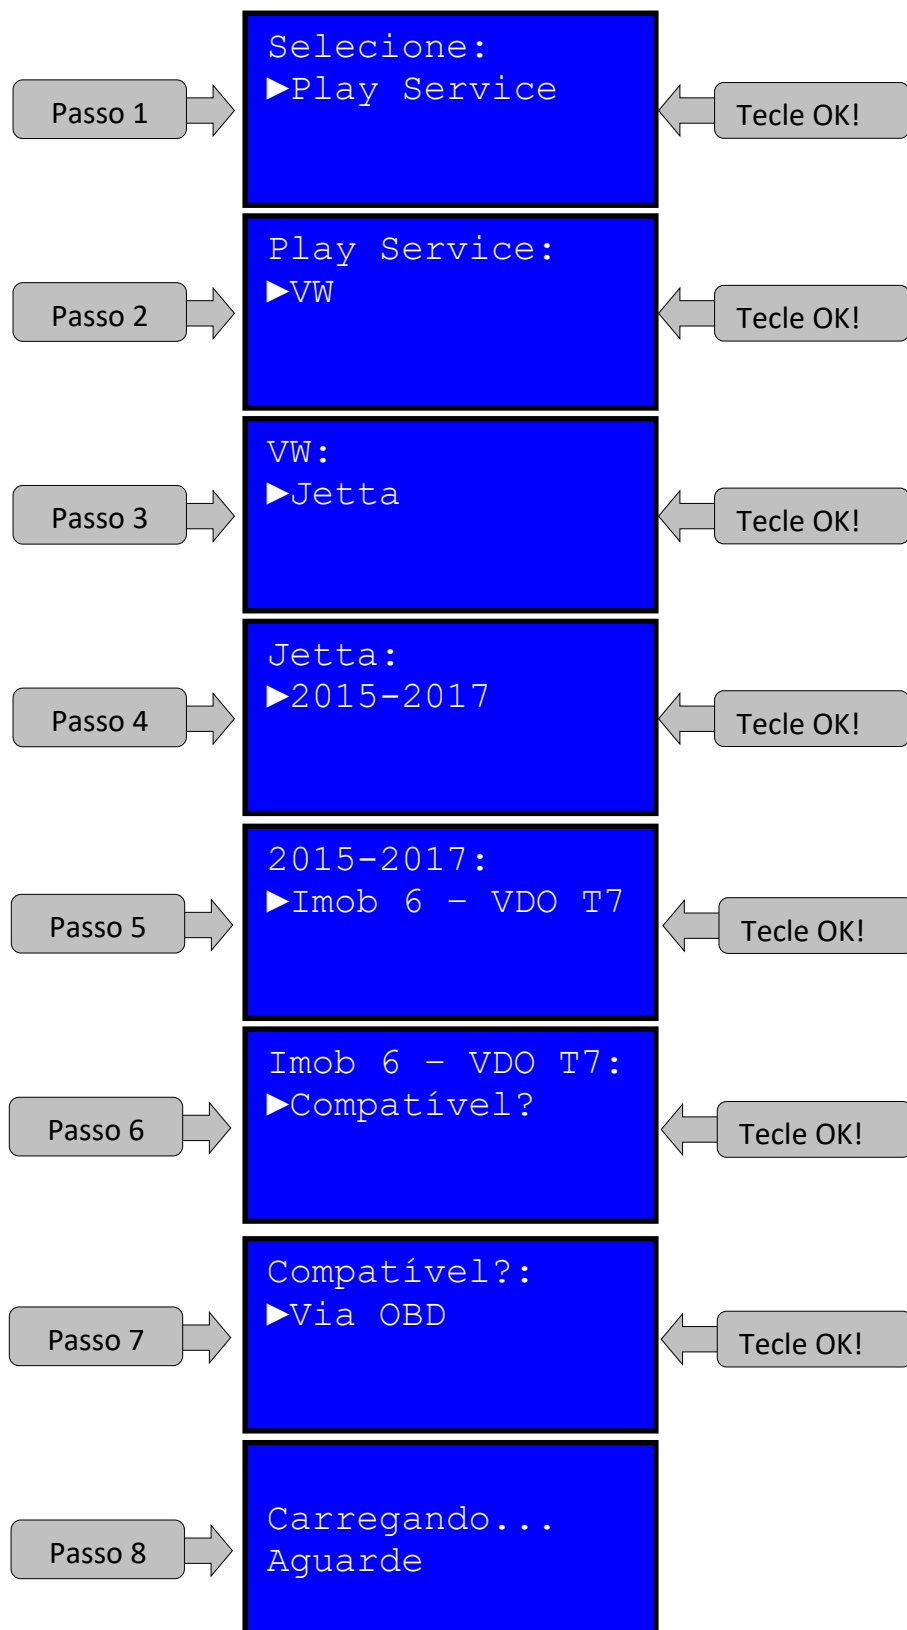 Selecione:
Passo 1
►Play Service
Tecle OK!
Play Service:
Passo 2
►VW
Tecle OK!
VW:
Passo 3
►Jetta
Tecle OK!
Jetta:
Passo 4
►2015-2017
Tecle OK!
2015-2017:
Passo 5
►Imob 6 – VDO T7
Tecle OK!
Imob 6 – VDO T7:
Passo 6
►Compatível?
Tecle OK!
Compatível?:
Passo 7
►Via OBD
Tecle OK!
Passo 8
Carregando...
Aguarde